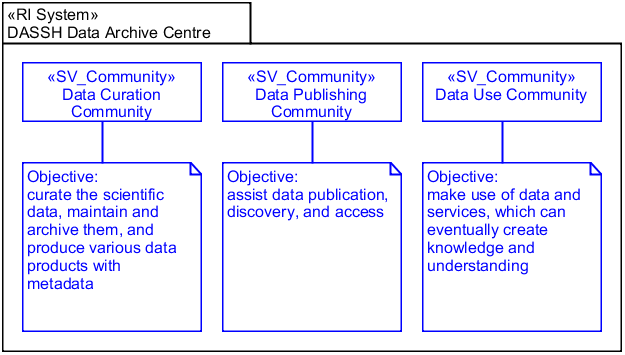 «RI System»
DASSH Data Archive Centre
«SV_Community»
Data Curation
Community
«SV_Community»
Data Publishing
Community
«SV_Community»
Data Use Community
Objective:
curate the scientific
data, maintain and
archive them, and
produce various data
products with
metadata
Objective:
assist data publication,
discovery, and access
Objective:
make use of data and
services, which can
eventually create
knowledge and
understanding